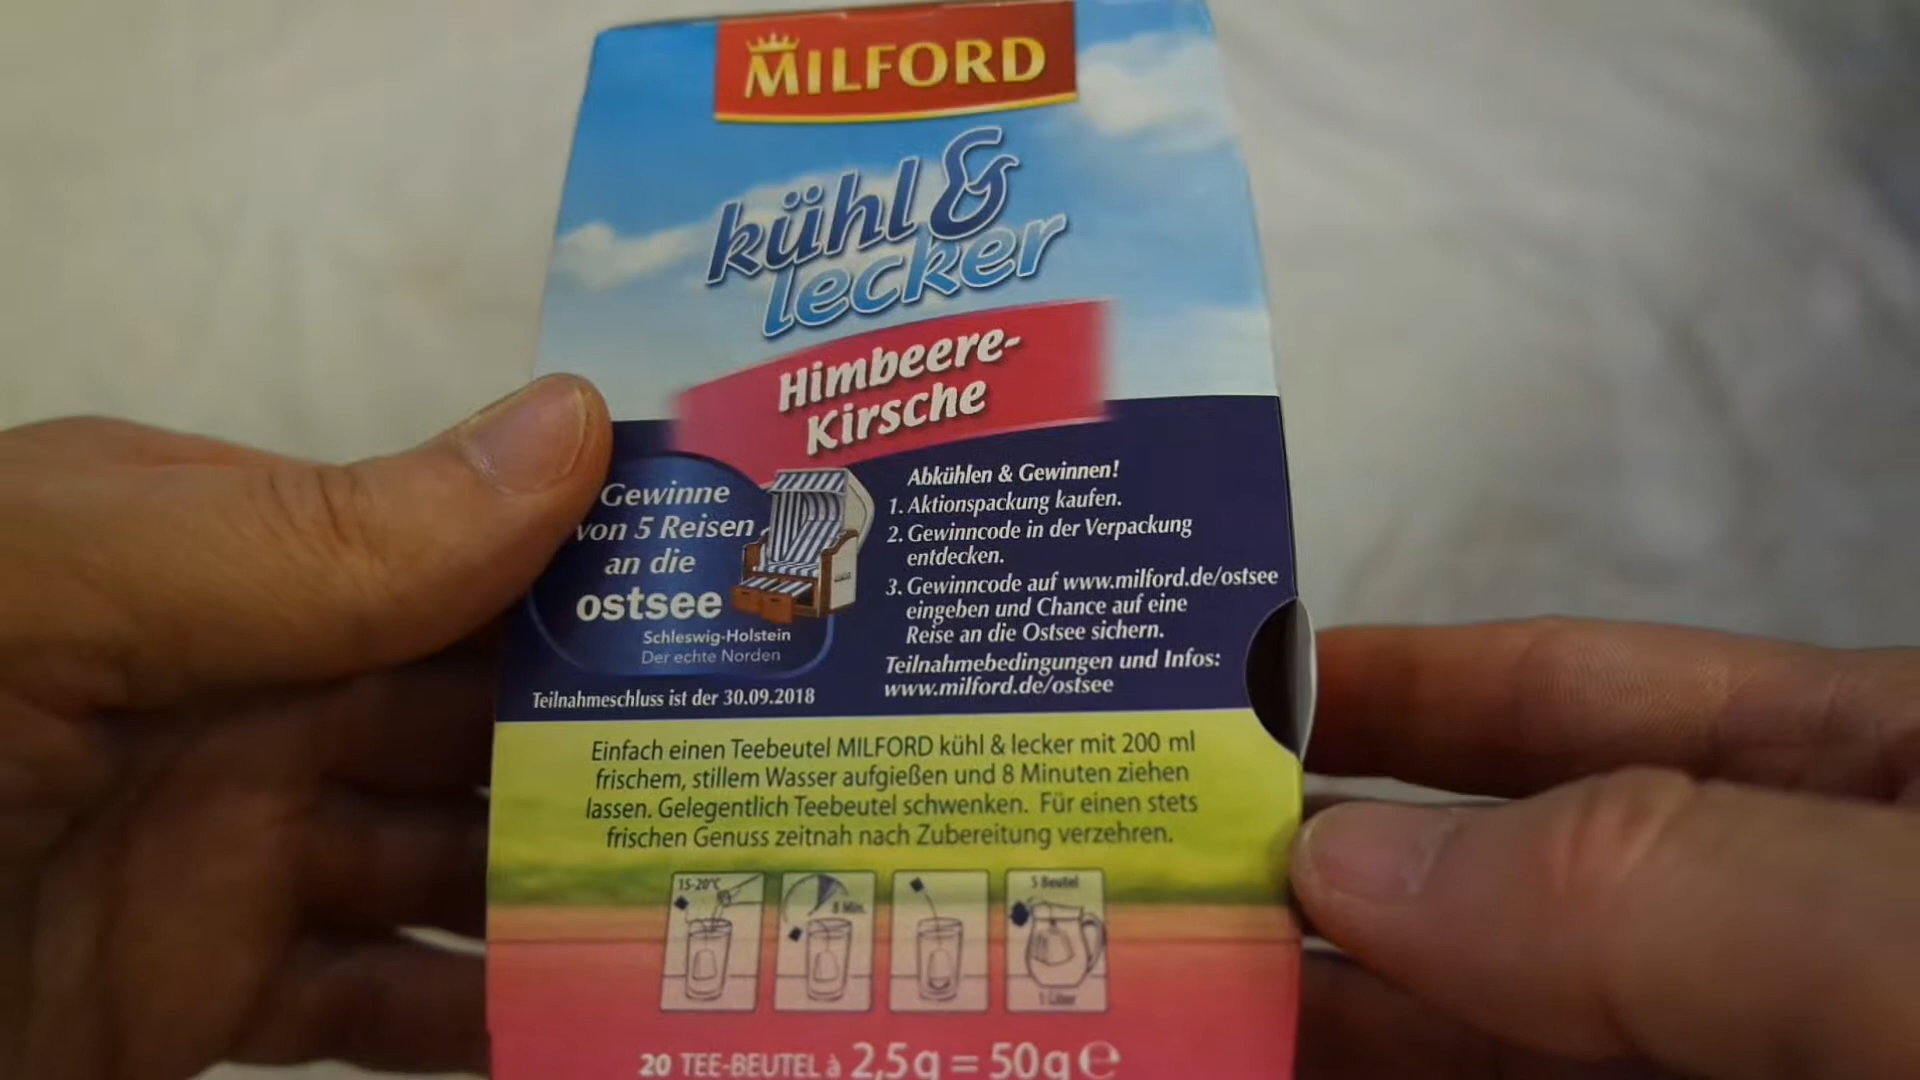 MILFORD
kühl &
lecker
Himbeere-
Kirsche
Gewinne
von 5 Reisen
an die
ostsee
Schleswig-Holstein
Der echte Norden
Teilnahmeschluss ist der 30.09.2018
Abkühlen & Gewinnen!
1. Aktionspackung kaufen.
2. Gewinncode in der Verpackung
entdecken.
3. Gewinncode auf www.milford.de/ostsee
eingeben und Chance auf eine
Reise an die Ostsee sichern.
Teilnahmebedingungen und Infos:
www.milford.de/ostsee
Einfach einen Teebeutel MILFORD kühl & lecker mit 200 ml
frischem, stillem Wasser aufgießen und 8 Minuten ziehen
lassen. Gelegentlich Teebeutel schwenken. Für einen stets
frischen Genuss zeitnah nach Zubereitung verzehren.
15-20°C
8 Min.
5 Beutel
1 Liter
20 TEE-BEUTEL à 2,5g = 50g e